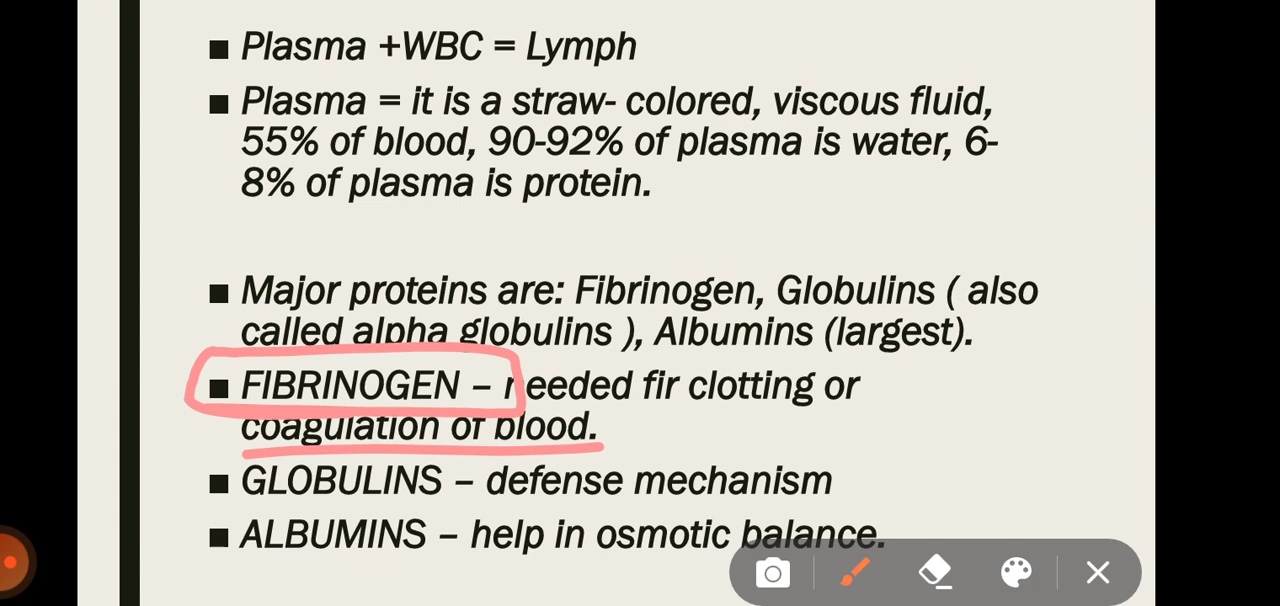 ■ Plasma +WBC = Lymph
■ Plasma = it is a straw- colored, viscous fluid,
55% of blood, 90-92% of plasma is water, 6-
8% of plasma is protein.
■ Major proteins are: Fibrinogen, Globulins ( also
called alpha globulins ), Albumins (largest).
■ FIBRINOGEN – needed fir clotting or
coagulation of blood.
■ GLOBULINS – defense mechanism
■ ALBUMINS – help in osmotic balance.